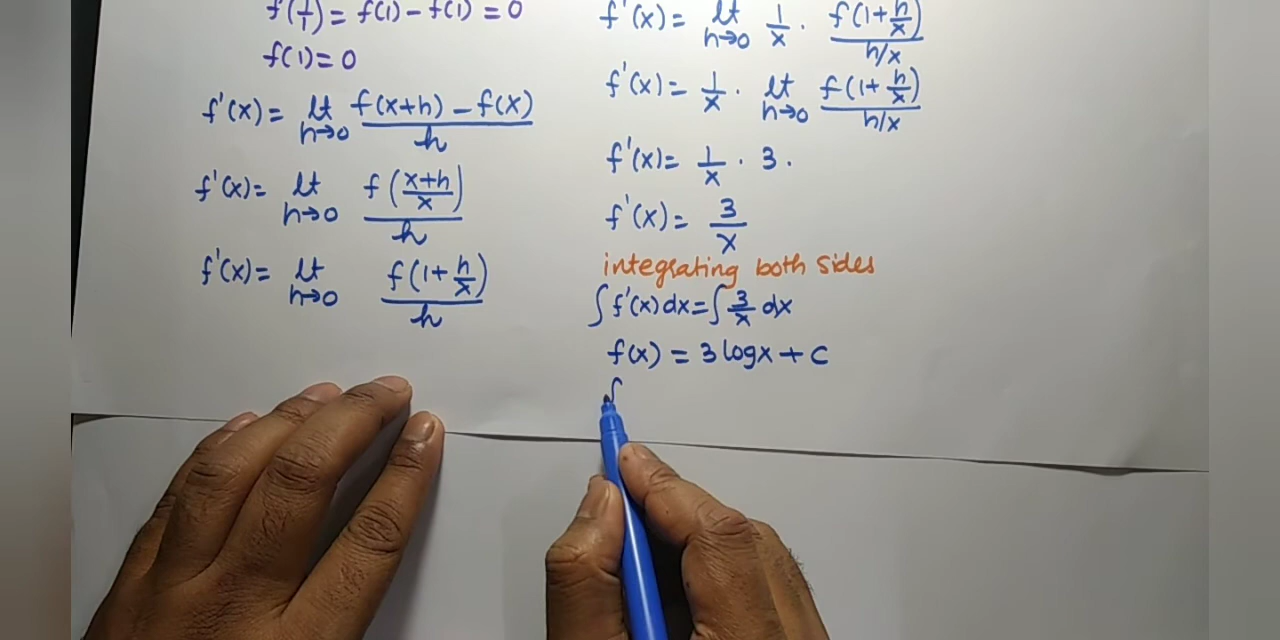 f(1/1) = f(1) - f(1) = 0
f(1) = 0
f'(x) = lt h→0 f(x+h) - f(x) / h
f'(x) = lt h→0 f(x+h / x) / h
f'(x) = lt h→0 f(1 + h/x) / h
f'(x) = lt h→0 1/x · f(1 + h/x) / h/x
f'(x) = 1/x · lt h→0 f(1 + h/x) / h/x
f'(x) = 1/x · 3.
f'(x) = 3/x
integrating both sides
∫ f'(x) dx = ∫ 3/x dx
f(x) = 3 log x + c